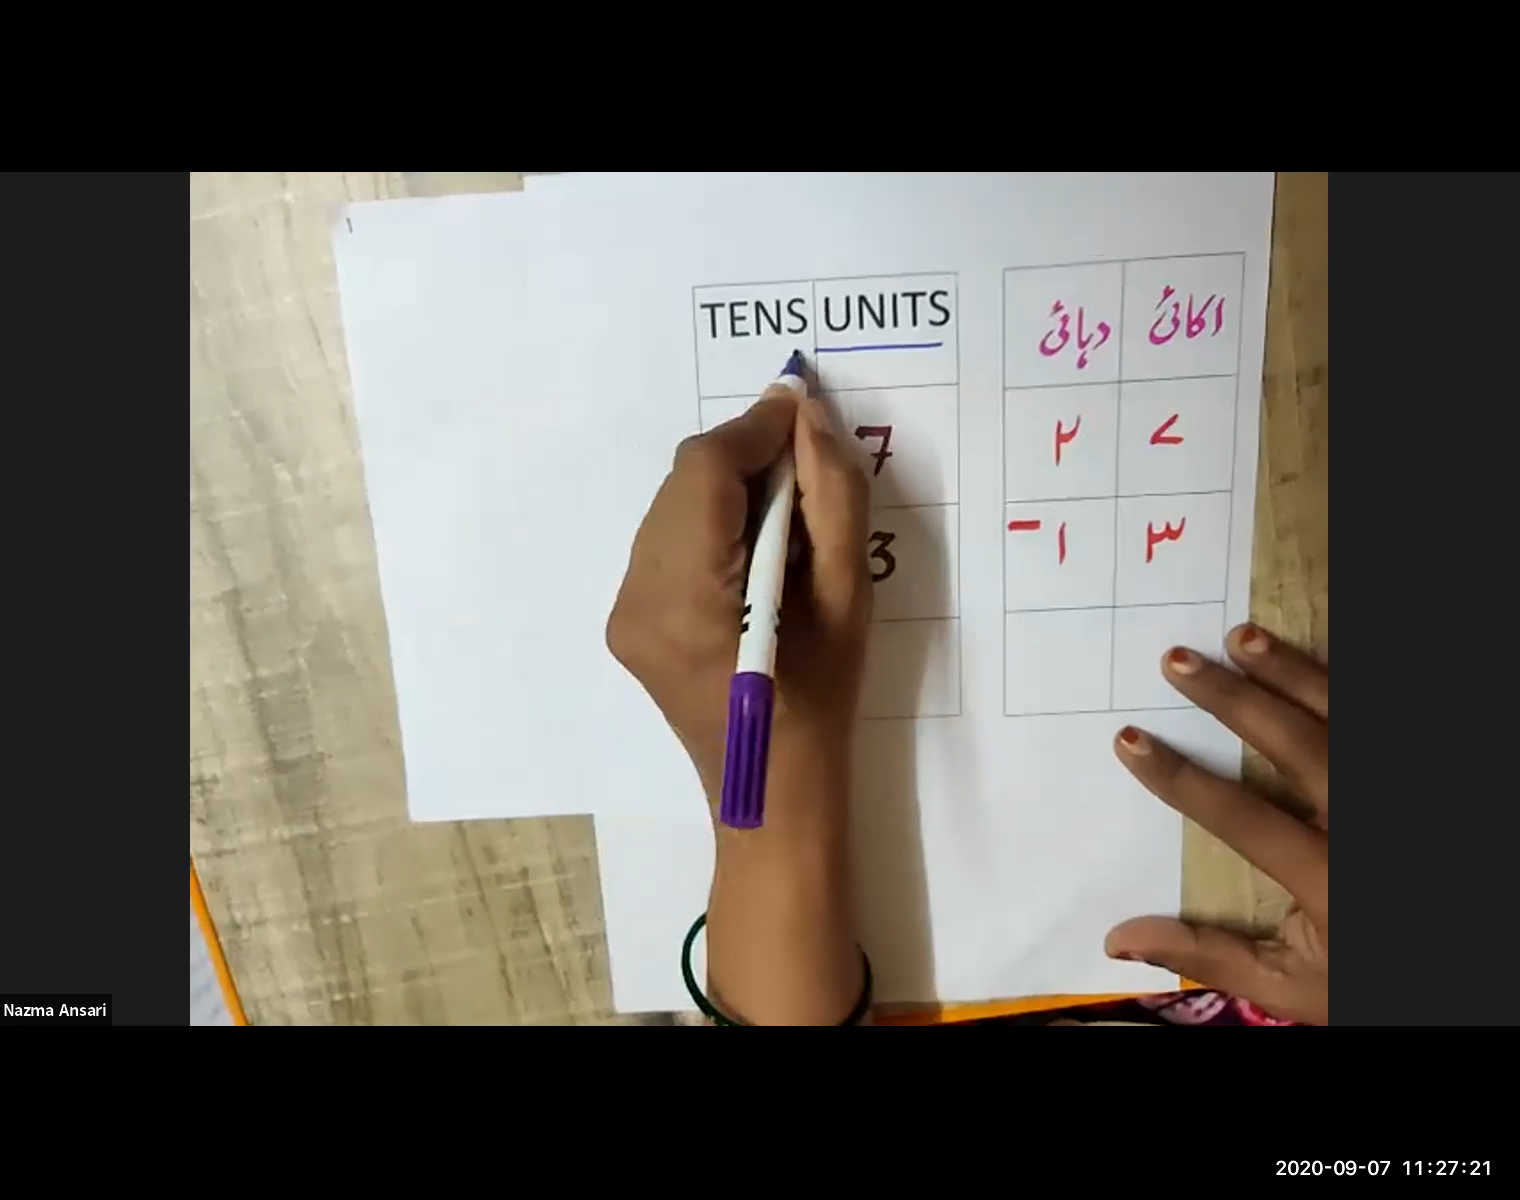 TENS UNITS
7
3
دہائی اکائی
۲ ۷
- ۱ ۳
Nazma Ansari
2020-09-07 11:27:21